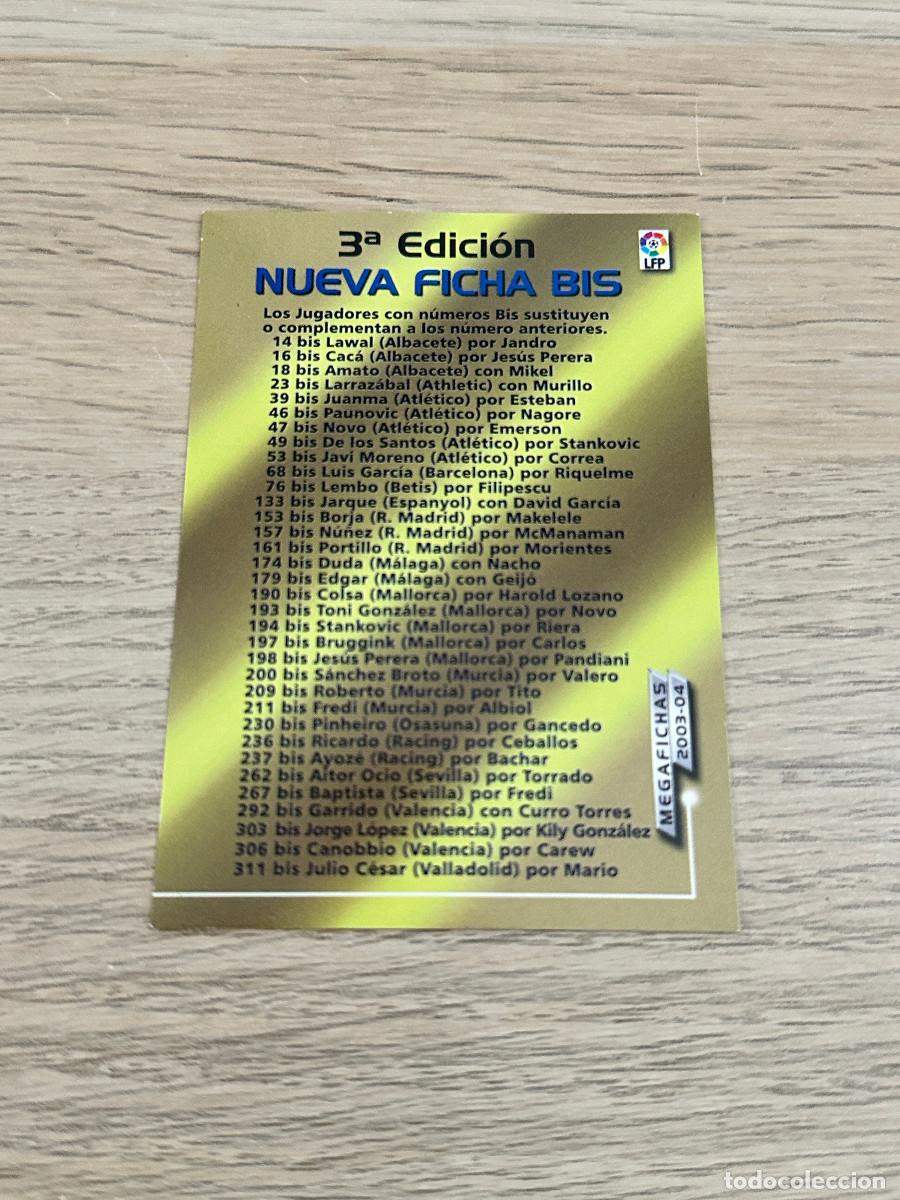 3ª Edición
LFP
NUEVA FICHA BIS
Los Jugadores con números Bis sustituyen
o complementan a los número anteriores.
14 bis Lawal (Albacete) por Jandro
16 bis Cacá (Albacete) por Jesús Perera
18 bis Amato (Albacete) con Mikel
23 bis Larrazábal (Athletic) con Murillo
39 bis Juanma (Atlético) por Esteban
46 bis Paunovic (Atlético) por Nagore
47 bis Novo (Atlético) por Emerson
49 bis De los Santos (Atlético) por Stankovic
53 bis Javi Moreno (Atlético) por Correa
68 bis Luis García (Barcelona) por Riquelme
76 bis Lembo (Betis) por Filipescu
133 bis Jarque (Espanyol) con David García
153 bis Borja (R. Madrid) por Makelele
157 bis Núñez (R. Madrid) por McManaman
161 bis Portillo (R. Madrid) por Morientes
174 bis Duda (Málaga) con Nacho
179 bis Edgar (Málaga) con Geijó
190 bis Colsa (Mallorca) por Harold Lozano
193 bis Toni González (Mallorca) por Novo
194 bis Stankovic (Mallorca) por Riera
197 bis Bruggink (Mallorca) por Carlos
198 bis Jesús Perera (Mallorca) por Pandiani
200 bis Sánchez Broto (Murcia) por Valero
209 bis Roberto (Murcia) por Tito
211 bis Fredi (Murcia) por Albiol
230 bis Pinheiro (Osasuna) por Gancedo
236 bis Ricardo (Racing) por Ceballos
237 bis Ayoze (Racing) por Bachar
262 bis Aitor Ocio (Sevilla) por Torrado
267 bis Baptista (Sevilla) por Fredi
292 bis Garrido (Valencia) con Curro Torres
303 bis Jorge López (Valencia) por Kily González
306 bis Canobbio (Valencia) por Carew
311 bis Julio César (Valladolid) por Mario
MEGAFICHAS
2003-04
todocoleccion